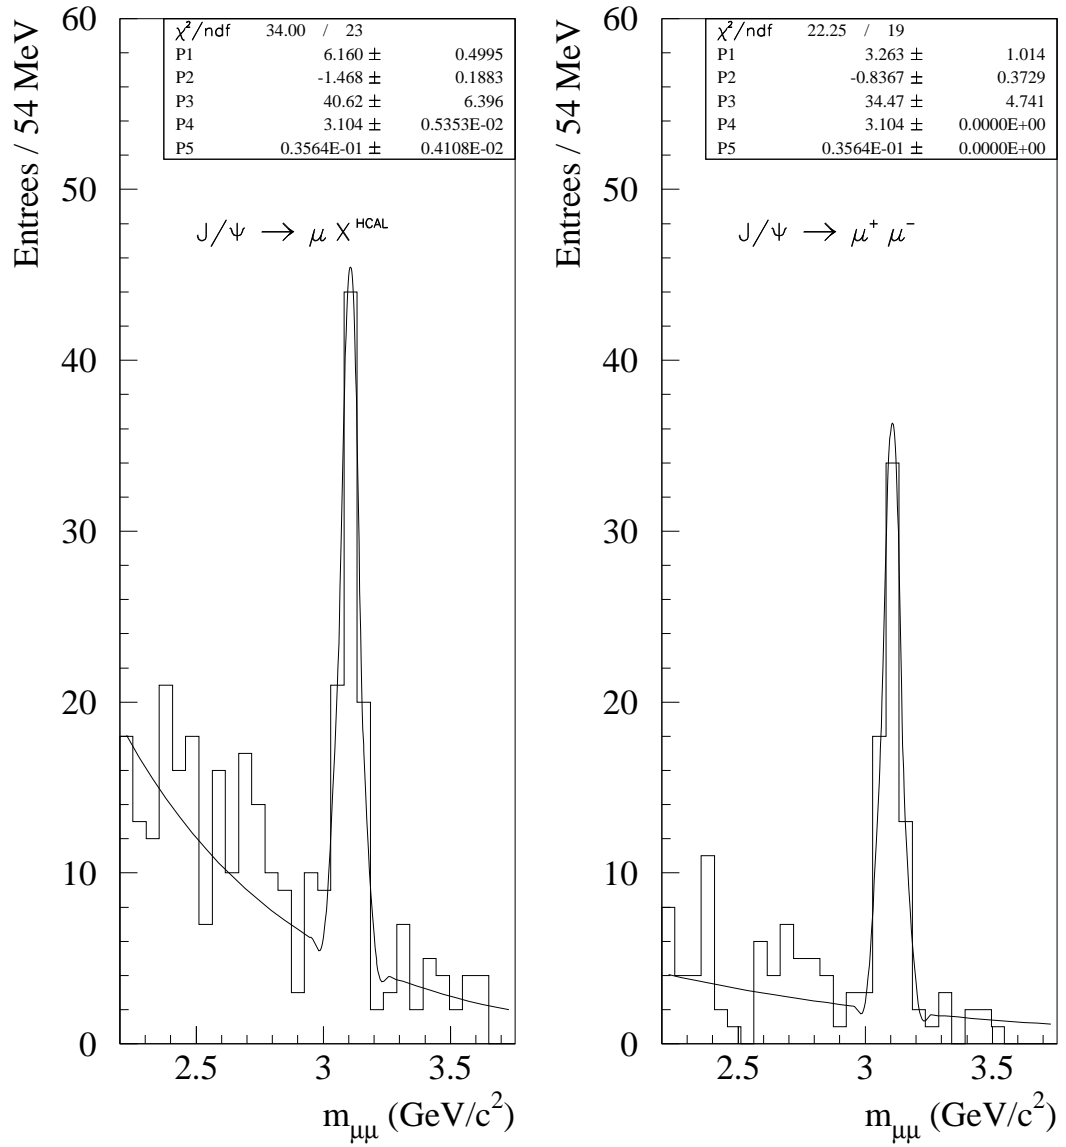 χ²/ndf 34.00 / 23
P1 6.160 ± 0.4995
P2 -1.468 ± 0.1883
P3 40.62 ± 6.396
P4 3.104 ± 0.5353E-02
P5 0.3564E-01 ± 0.4108E-02
J/ψ → μ X^HCAL
Entrees / 54 MeV
60
50
40
30
20
10
0
2.5 3 3.5
m_μμ (GeV/c²)
χ²/ndf 22.25 / 19
P1 3.263 ± 1.014
P2 -0.8367 ± 0.3729
P3 34.47 ± 4.741
P4 3.104 ± 0.0000E+00
P5 0.3564E-01 ± 0.0000E+00
J/ψ → μ⁺ μ⁻
Entrees / 54 MeV
60
50
40
30
20
10
0
2.5 3 3.5
m_μμ (GeV/c²)